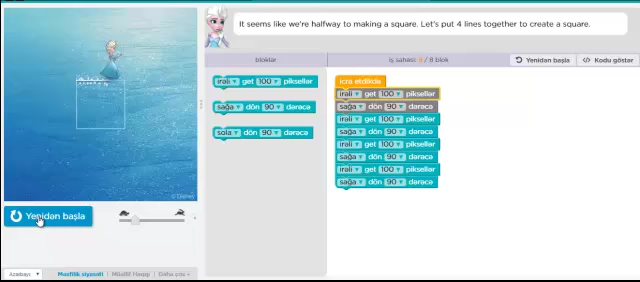 It seems like we're halfway to making a square. Let's put 4 lines together to create a square.
bloklar
iş sahəsi: / 8 blok
Yenidən başla
</> Kodu göstər
irəli get 100 piksellər
sağa dön 90 dərəcə
sola dön 90 dərəcə
icra etdikdə
irəli get 100 piksellər
sağa dön 90 dərəcə
irəli get 100 piksellər
sağa dön 90 dərəcə
irəli get 100 piksellər
sağa dön 90 dərəcə
irəli get 100 piksellər
sağa dön 90 dərəcə
© Disney
Yenidən başla
Məxfilik siyasəti | Müəllif Haqqı | Daha çox